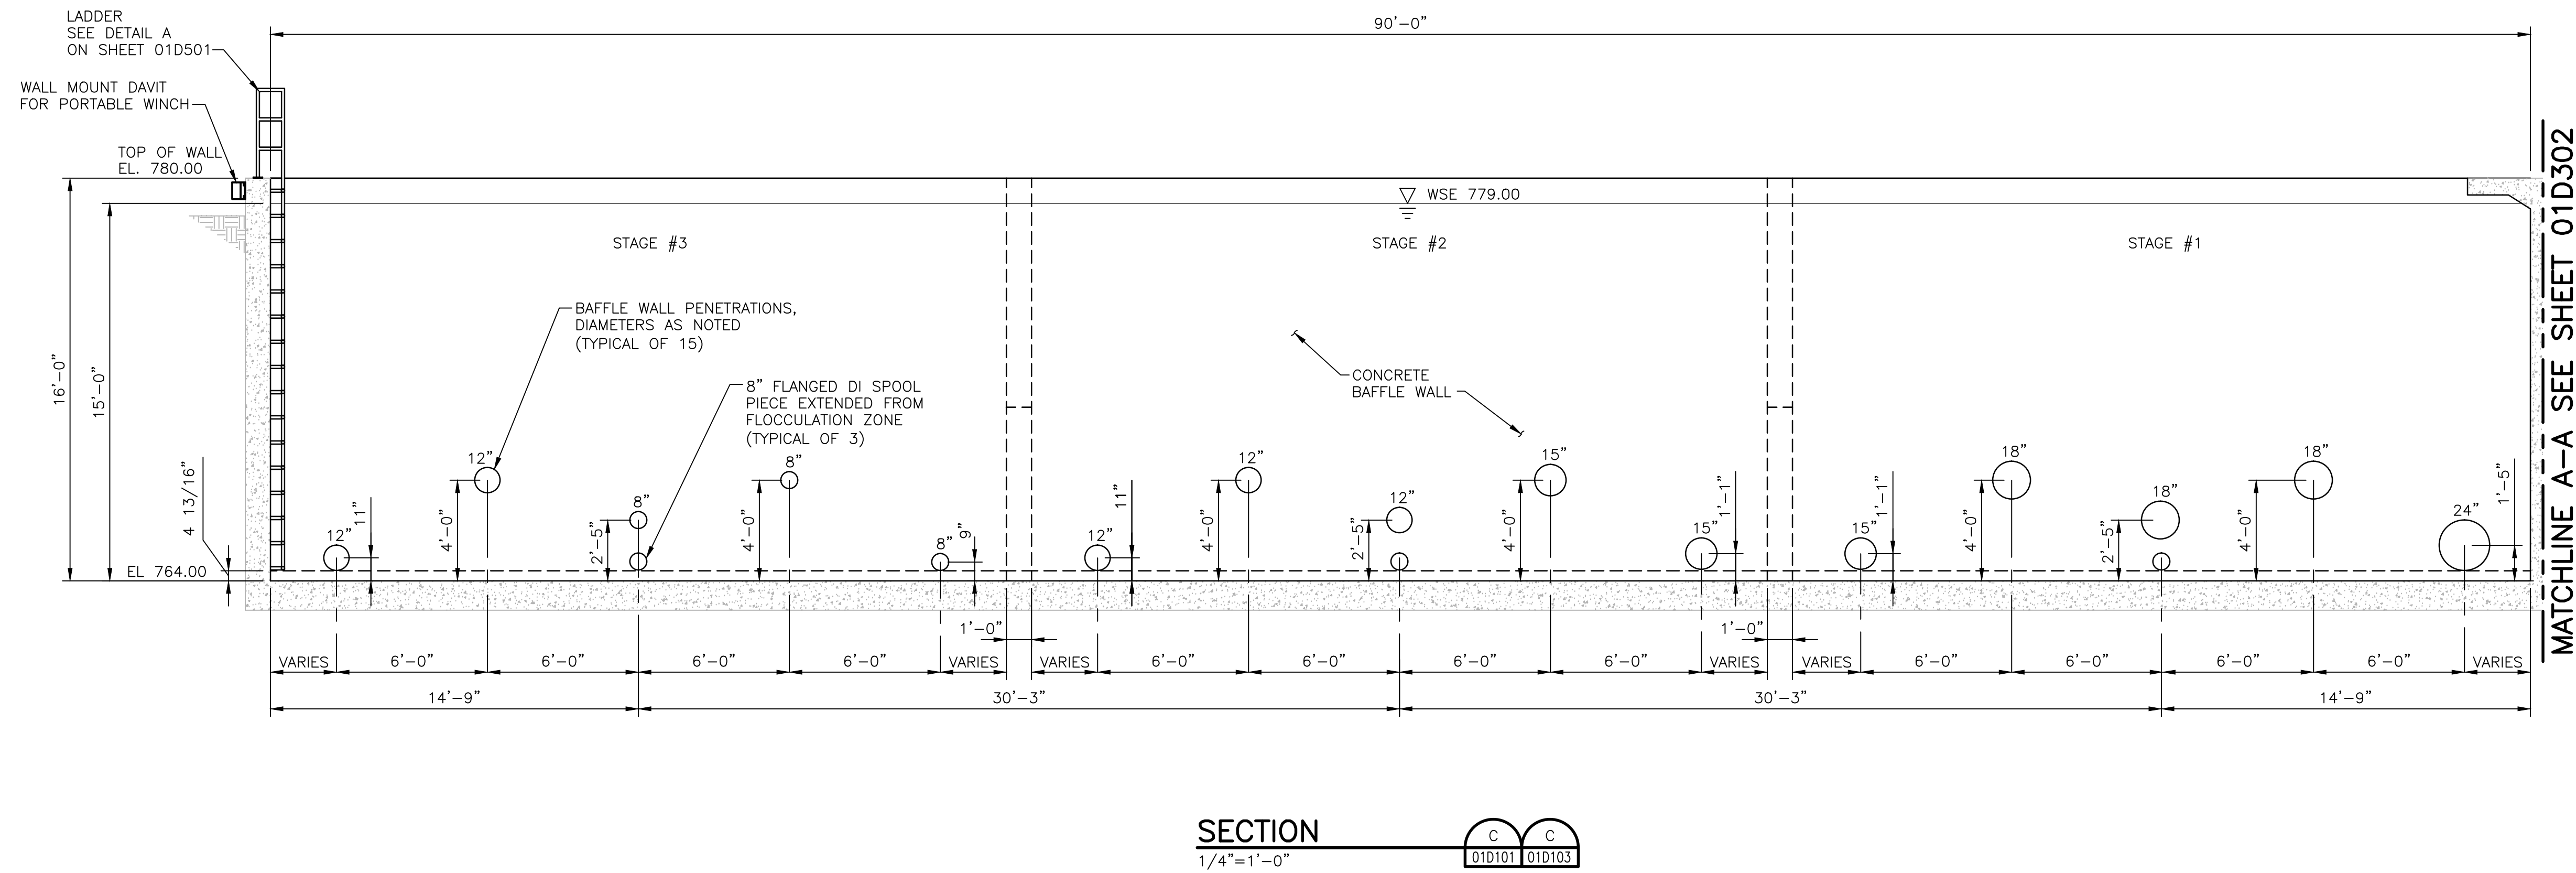 LADDER
SEE DETAIL A
ON SHEET 01D501
WALL MOUNT DAVIT
FOR PORTABLE WINCH
TOP OF WALL
EL. 780.00
90'-0"
WSE 779.00
STAGE #3
STAGE #2
STAGE #1
BAFFLE WALL PENETRATIONS,
DIAMETERS AS NOTED
(TYPICAL OF 15)
8" FLANGED DI SPOOL
PIECE EXTENDED FROM
FLOCCULATION ZONE
(TYPICAL OF 3)
CONCRETE
BAFFLE WALL
16'-0"
15'-0"
4 13/16"
EL 764.00
12"
11"
4'-0"
12"
2'-5"
8"
4'-0"
8"
8"
9"
12"
11"
4'-0"
12"
2'-5"
12"
4'-0"
15"
15"
1'-1"
15"
1'-1"
4'-0"
18"
2'-5"
18"
4'-0"
18"
24"
1'-5"
1'-0"
1'-0"
VARIES
6'-0"
6'-0"
6'-0"
6'-0"
VARIES
VARIES
6'-0"
6'-0"
6'-0"
6'-0"
VARIES
VARIES
6'-0"
6'-0"
6'-0"
6'-0"
VARIES
14'-9"
30'-3"
30'-3"
14'-9"
MATCHLINE A-A SEE SHEET 01D302
SECTION
1/4"=1'-0"
C
C
01D101
01D103